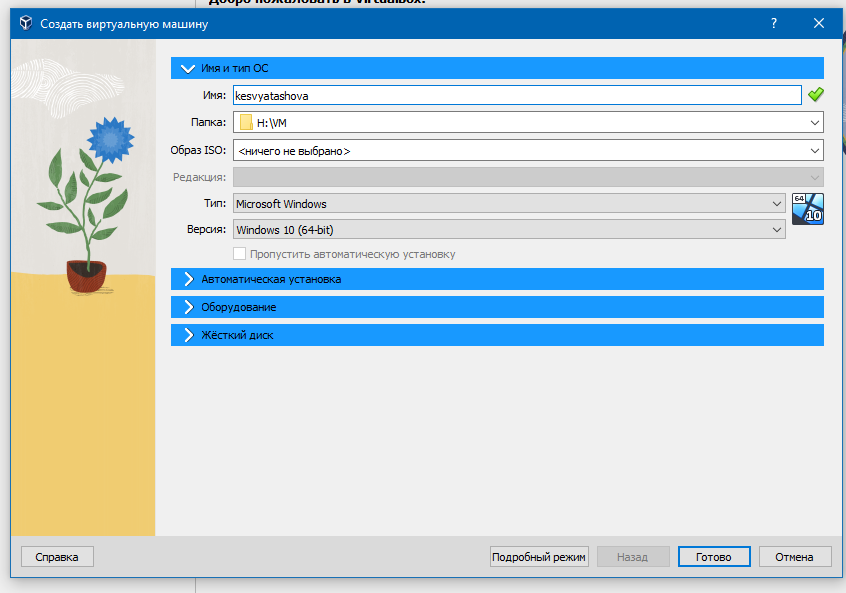 Добро пожаловать в VirtualBox!
Создать виртуальную машину
Имя и тип ОС
Имя: kesvyatashova
Папка: H:\VM
Образ ISO: <ничего не выбрано>
Редакция:
Тип: Microsoft Windows
64
10
Версия: Windows 10 (64-bit)
Пропустить автоматическую установку
Автоматическая установка
Оборудование
Жёсткий диск
Справка Подробный режим Назад Готово Отмена